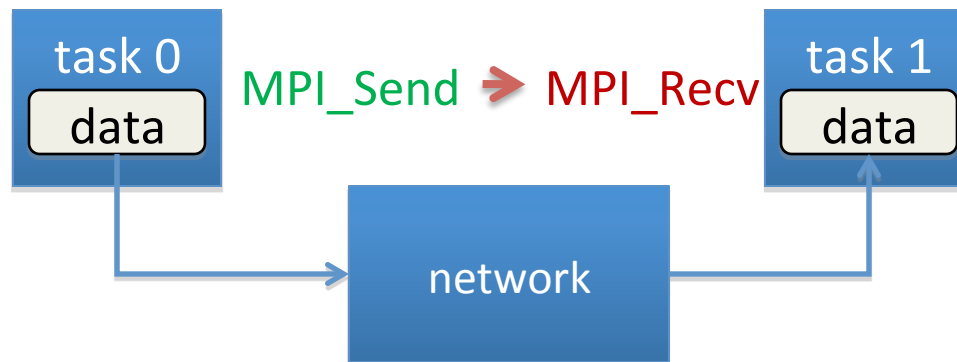 task 0
data
MPI_Send
MPI_Recv
task 1
data
network